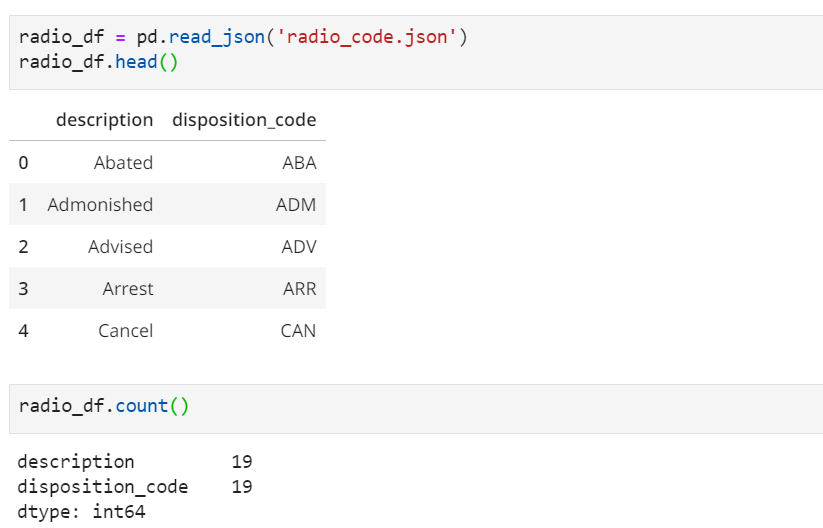 radio_df = pd.read_json('radio_code.json')
radio_df.head()
description disposition_code
0 Abated ABA
1 Admonished ADM
2 Advised ADV
3 Arrest ARR
4 Cancel CAN
radio_df.count()
description 19
disposition_code 19
dtype: int64